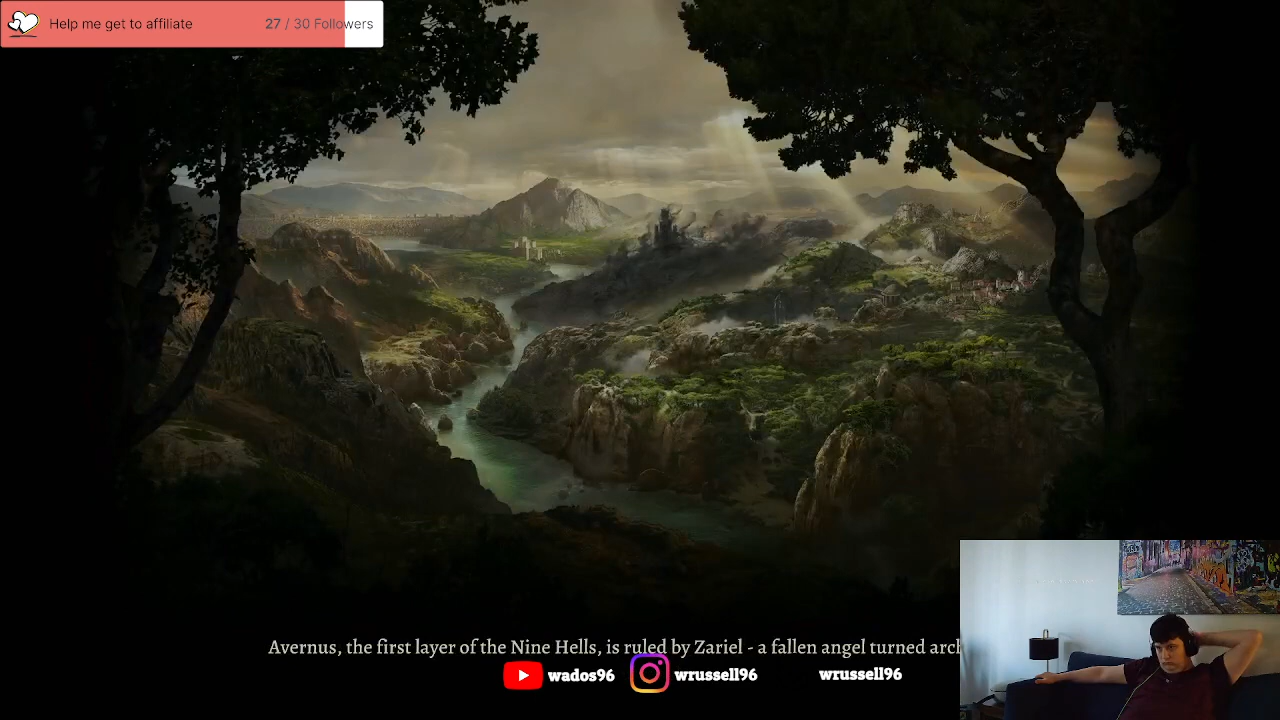 Help me get to affiliate 27 / 30 Followers
Avernus, the first layer of the Nine Hells, is ruled by Zariel - a fallen angel turned
wados96 wrussell96 wrussell96